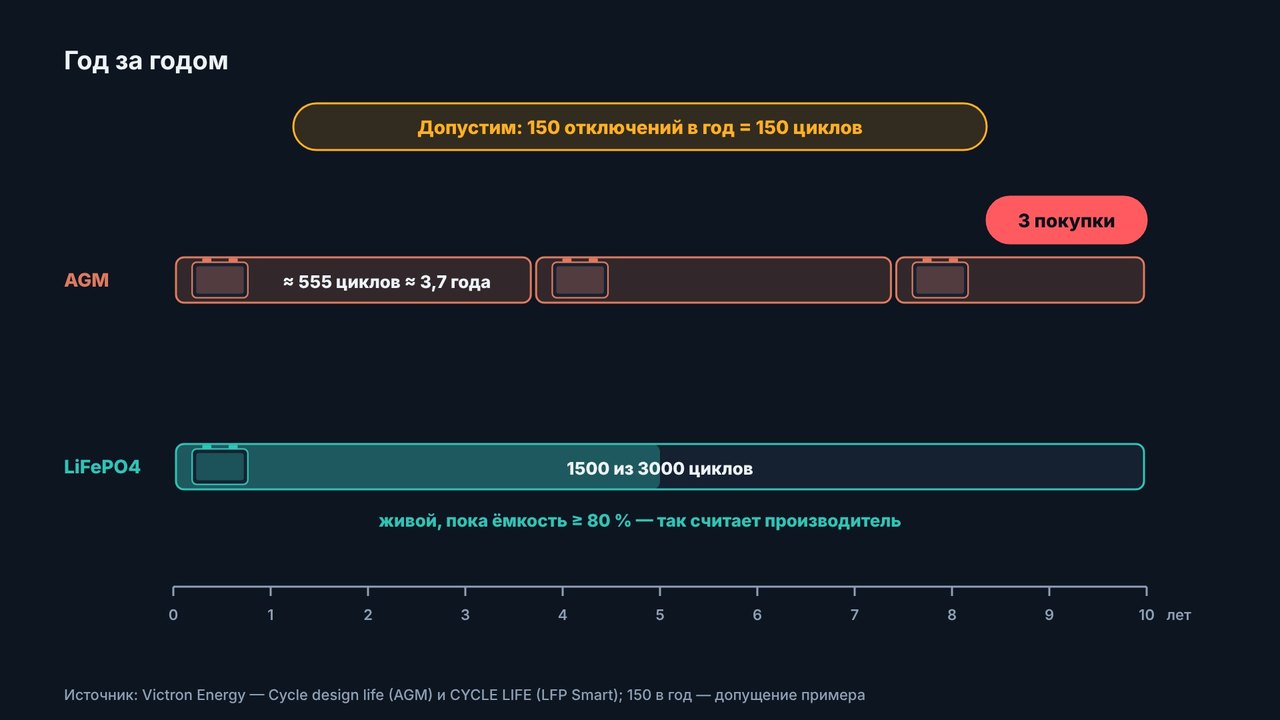 Год за годом
Допустим: 150 отключений в год = 150 циклов
3 покупки
AGM
≈ 555 циклов ≈ 3,7 года
LiFePO4
1500 из 3000 циклов
живой, пока ёмкость ≥ 80 % — так считает производитель
0 1 2 3 4 5 6 7 8 9 10 лет
Источник: Victron Energy — Cycle design life (AGM) и CYCLE LIFE (LFP Smart); 150 в год — допущение примера